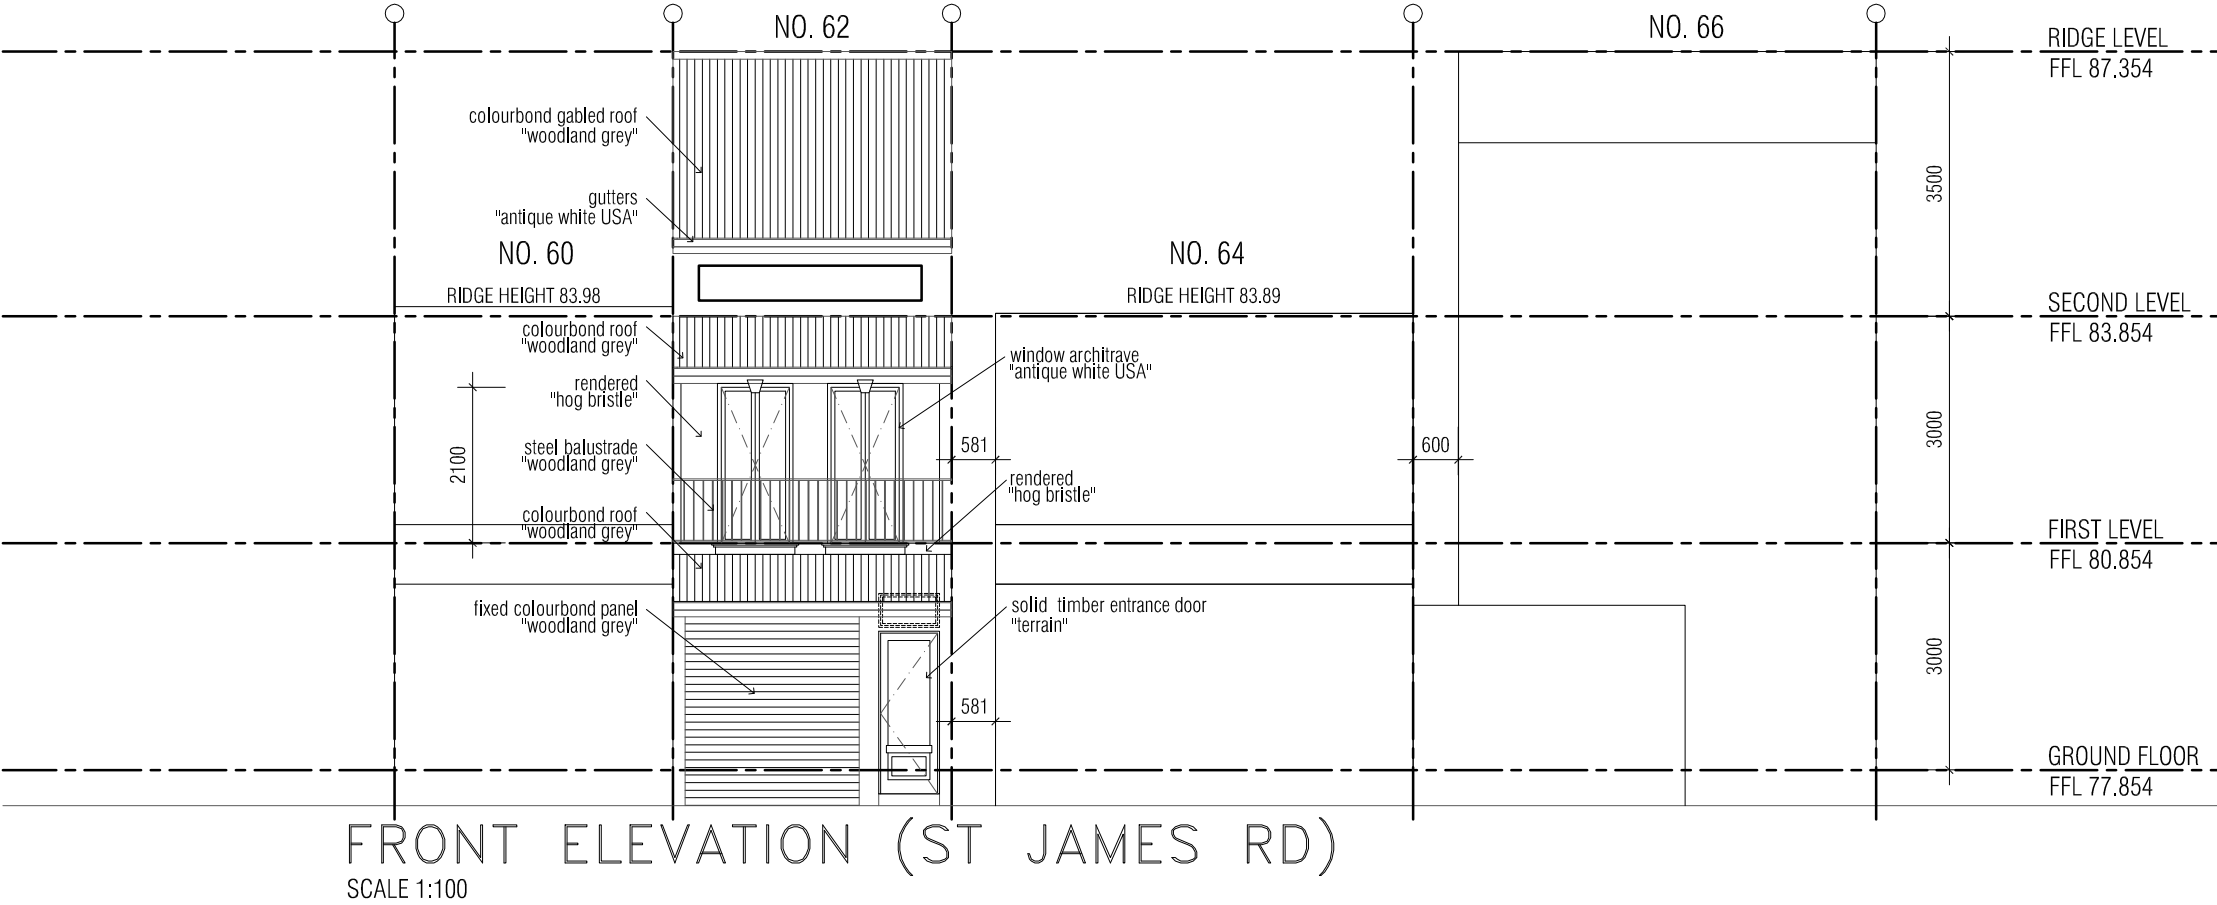 NO. 62
NO. 66
RIDGE LEVEL
FFL 87.354
colourbond gabled roof
"woodland grey"
3500
gutters
"antique white USA"
NO. 60
NO. 64
RIDGE HEIGHT 83.98
RIDGE HEIGHT 83.89
SECOND LEVEL
FFL 83.854
colourbond roof
"woodland grey"
window architrave
"antique white USA"
rendered
"hog bristle"
3000
steel balustrade
"woodland grey"
581
600
2100
rendered
"hog bristle"
colourbond roof
"woodland grey"
FIRST LEVEL
FFL 80.854
fixed colourbond panel
"woodland grey"
solid timber entrance door
"terrain"
3000
581
GROUND FLOOR
FFL 77.854
FRONT ELEVATION (ST JAMES RD)
SCALE 1:100